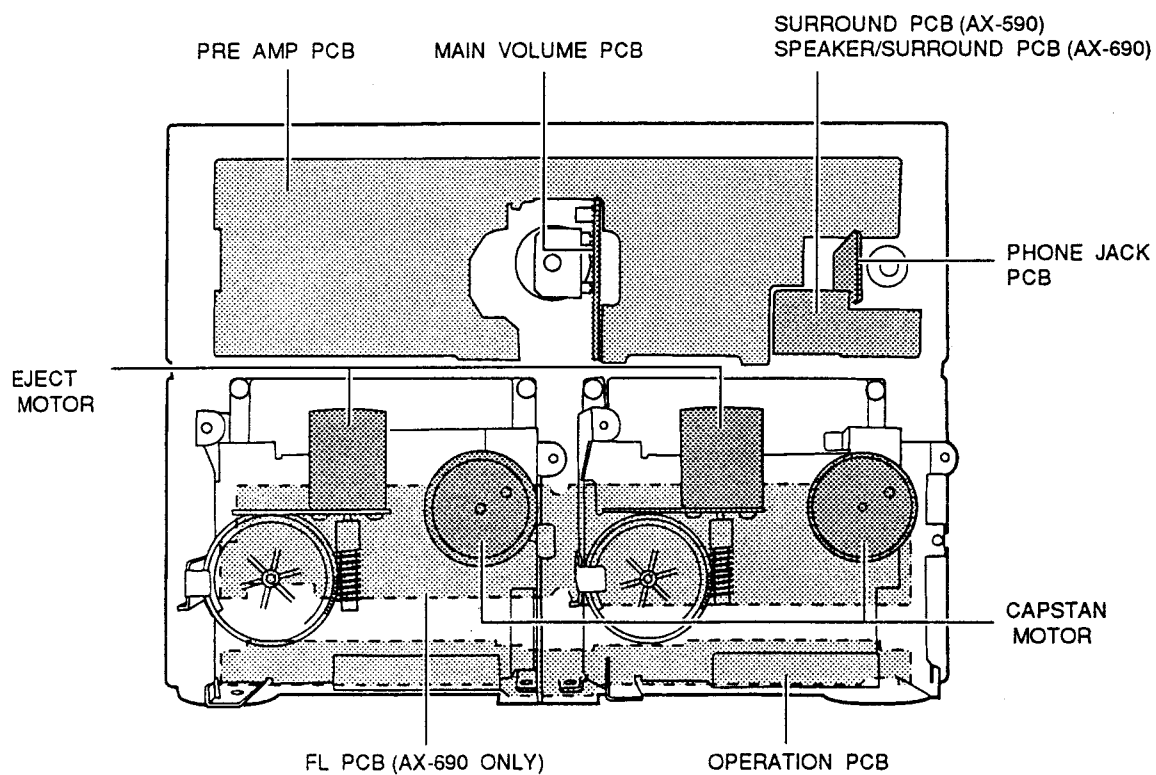 SURROUND PCB (AX-590)
SPEAKER/SURROUND PCB (AX-690)
PRE AMP PCB
MAIN VOLUME PCB
PHONE JACK
PCB
EJECT
MOTOR
CAPSTAN
MOTOR
FL PCB (AX-690 ONLY)
OPERATION PCB